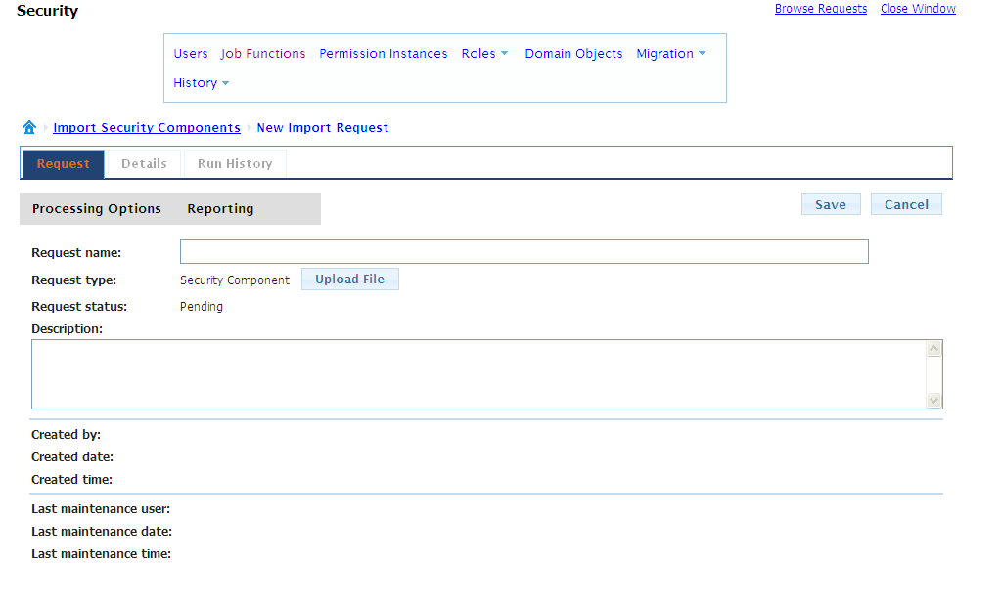 Security
Browse Requests Close Window
Users Job Functions Permission Instances Roles Domain Objects Migration
History
Import Security Components New Import Request
Request Details Run History
Processing Options Reporting
Save Cancel
Request name:
Request type: Security Component Upload File
Request status: Pending
Description:
Created by:
Created date:
Created time:
Last maintenance user:
Last maintenance date:
Last maintenance time: